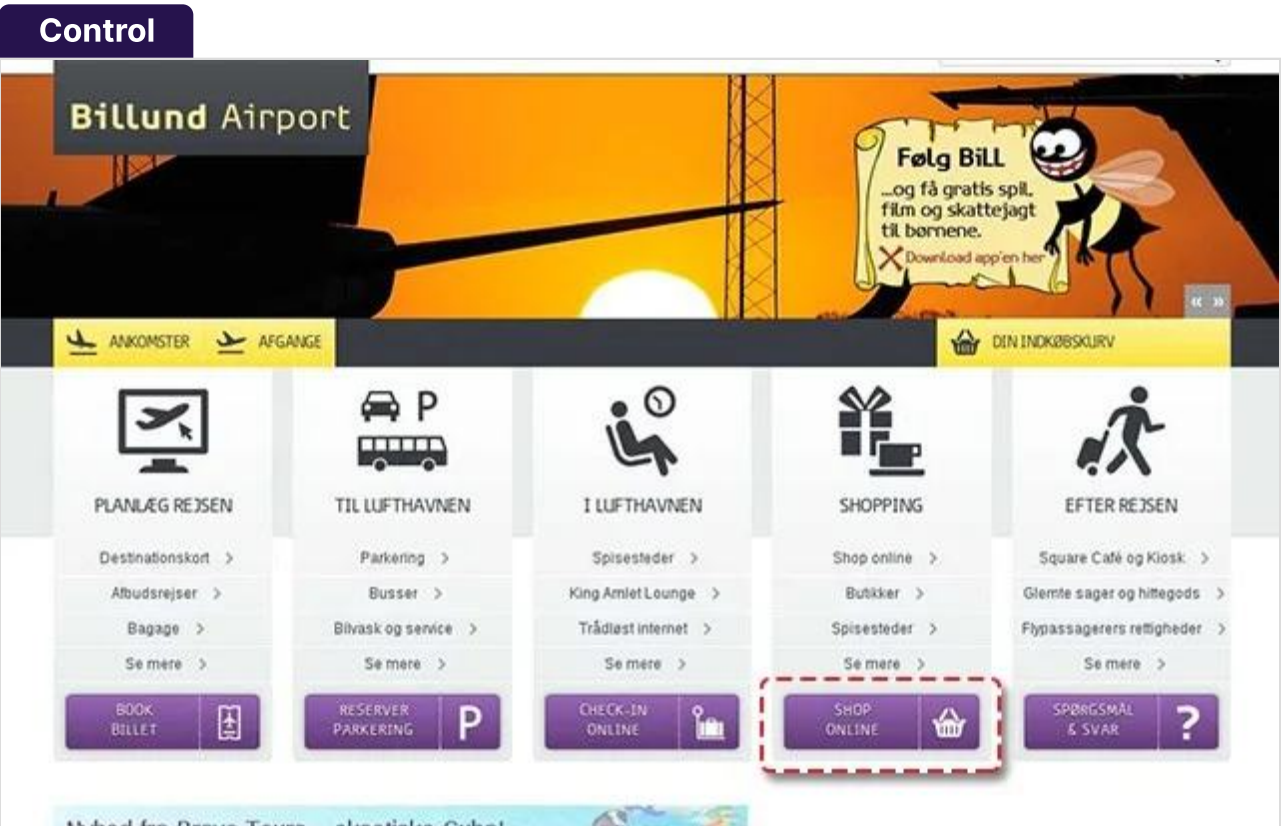 Control
Billund Airport
Følg BiLL
...og få gratis spil,
film og skattejagt
til børnene.
Download app'en her
« »
ANKOMSTER
AFGANGE
DIN INDKØBSKURV
PLANLÆG REJSEN
Destinationskort >
Afbudsrejser >
Bagage >
Se mere >
BOOK
BILLET
P
TIL LUFTHAVNEN
Parkering >
Busser >
Bilvask og service >
Se mere >
RESERVER
PARKERING
P
I LUFTHAVNEN
Spisesteder >
King Amlet Lounge >
Trådløst internet >
Se mere >
CHECK-IN
ONLINE
SHOPPING
Shop online >
Butikker >
Spisesteder >
Se mere >
SHOP
ONLINE
EFTER REJSEN
Square Café og Kiosk >
Glemte sager og hittegods >
Flypassagerers rettigheder >
Se mere >
SPØRGSMÅL
& SVAR
?